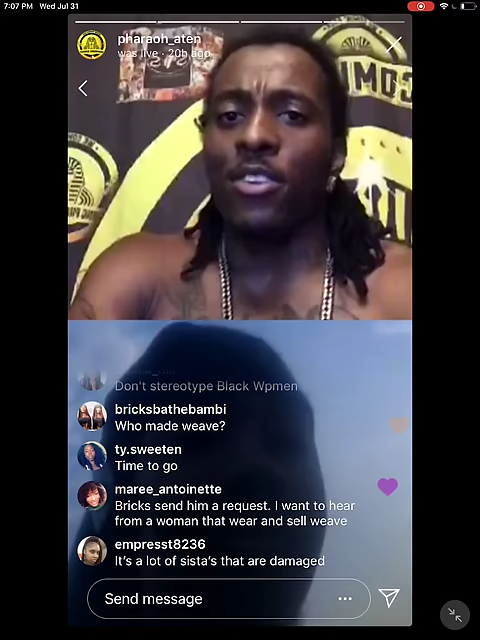 7:07 PM Wed Jul 31
pharaoh_aten
was live · 20h ago
Don't stereotype Black Wpmen
bricksbathebambi
Who made weave?
ty.sweeten
Time to go
maree_antoinette
Bricks send him a request. I want to hear
from a woman that wear and sell weave
empresst8236
It's a lot of sista's that are damaged
Send message